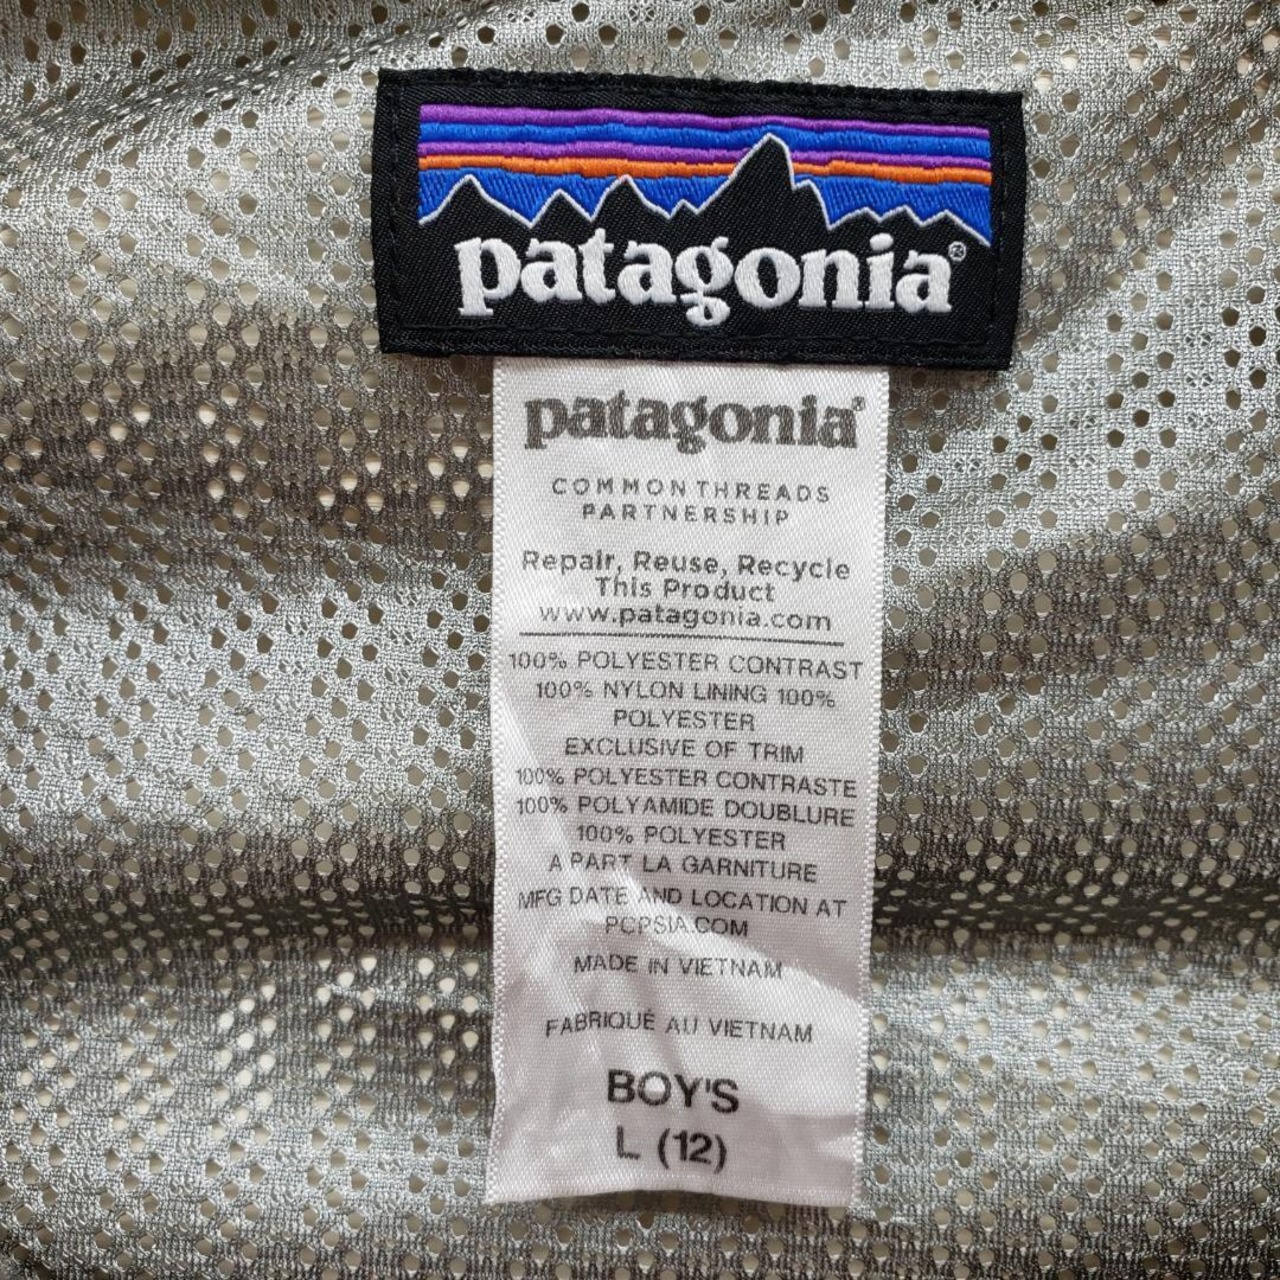 patagonia®
patagonia®
COMMON THREADS
PARTNERSHIP
Repair, Reuse, Recycle
This Product
www.patagonia.com
100% POLYESTER CONTRAST
100% NYLON LINING 100%
POLYESTER
EXCLUSIVE OF TRIM
100% POLYESTER CONTRASTE
100% POLYAMIDE DOUBLURE
100% POLYESTER
A PART LA GARNITURE
MFG DATE AND LOCATION AT
PCPSIA.COM
MADE IN VIETNAM
FABRIQUÉ AU VIETNAM
BOY'S
L (12)